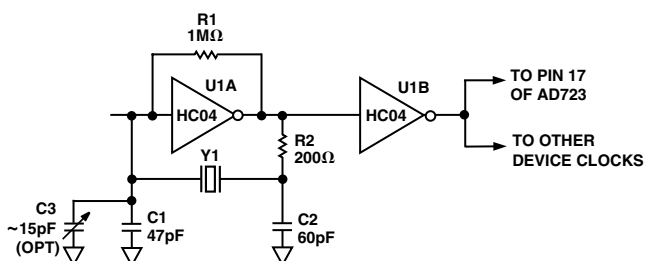 R1
1MΩ
U1A
HC04
U1B
HC04
TO PIN 17
OF AD723
R2
200Ω
TO OTHER
DEVICE CLOCKS
Y1
C3
~15pF
(OPT)
C1
47pF
C2
60pF